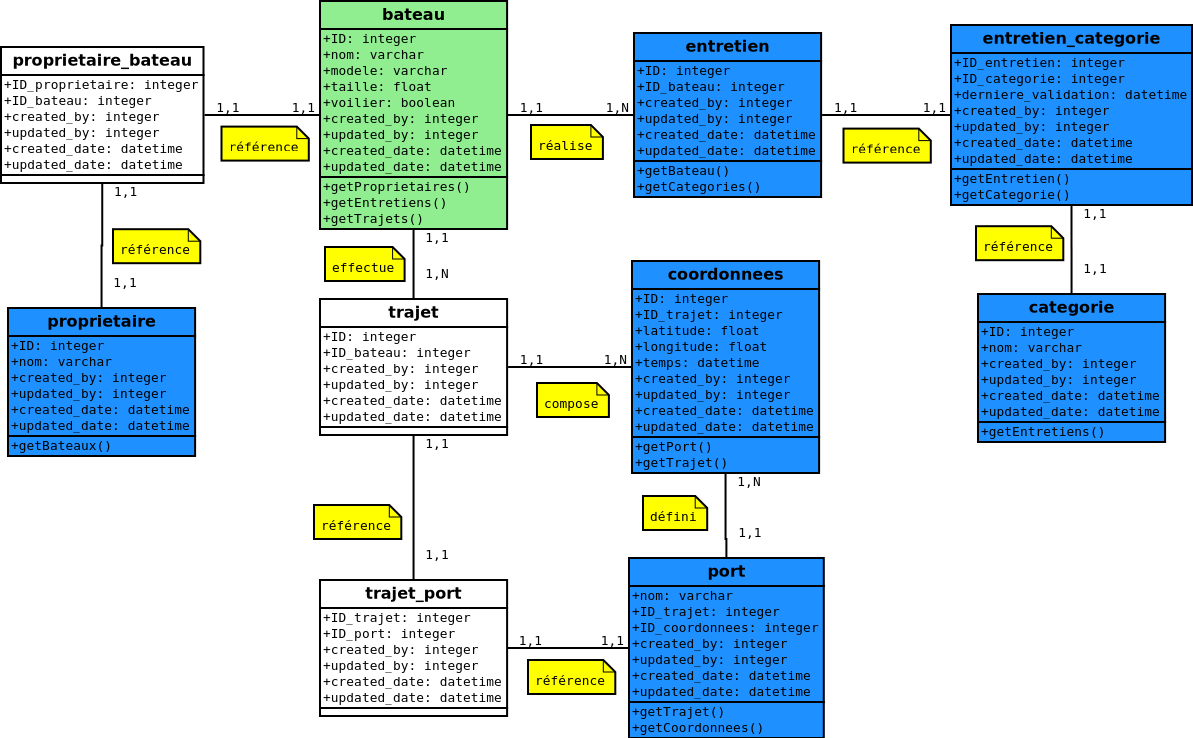 proprietaire_bateau
+ID_proprietaire: integer
+ID_bateau: integer
+created_by: integer
+updated_by: integer
+created_date: datetime
+updated_date: datetime
1,1
1,1
référence
bateau
+ID: integer
+nom: varchar
+modele: varchar
+taille: float
+voilier: boolean
+created_by: integer
+updated_by: integer
+created_date: datetime
+updated_date: datetime
+getProprietaires()
+getEntretiens()
+getTrajets()
1,1
1,N
réalise
entretien
+ID: integer
+ID_bateau: integer
+created_by: integer
+updated_by: integer
+created_date: datetime
+updated_date: datetime
+getBateau()
+getCategories()
1,1
1,1
référence
entretien_categorie
+ID_entretien: integer
+ID_categorie: integer
+derniere_validation: datetime
+created_by: integer
+updated_by: integer
+created_date: datetime
+updated_date: datetime
+getEntretien()
+getCategorie()
1,1
référence
1,1
proprietaire
+ID: integer
+nom: varchar
+created_by: integer
+updated_by: integer
+created_date: datetime
+updated_date: datetime
+getBateaux()
1,1
effectue
1,N
trajet
+ID: integer
+ID_bateau: integer
+created_by: integer
+updated_by: integer
+created_date: datetime
+updated_date: datetime
1,1
1,N
compose
coordonnees
+ID: integer
+ID_trajet: integer
+latitude: float
+longitude: float
+temps: datetime
+created_by: integer
+updated_by: integer
+created_date: datetime
+updated_date: datetime
+getPort()
+getTrajet()
1,1
référence
1,1
categorie
+ID: integer
+nom: varchar
+created_by: integer
+updated_by: integer
+created_date: datetime
+updated_date: datetime
+getEntretiens()
1,1
référence
1,1
1,N
défini
1,1
trajet_port
+ID_trajet: integer
+ID_port: integer
+created_by: integer
+updated_by: integer
+created_date: datetime
+updated_date: datetime
1,1
1,1
référence
port
+nom: varchar
+ID_trajet: integer
+ID_coordonnees: integer
+created_by: integer
+updated_by: integer
+created_date: datetime
+updated_date: datetime
+getTrajet()
+getCoordonnees()